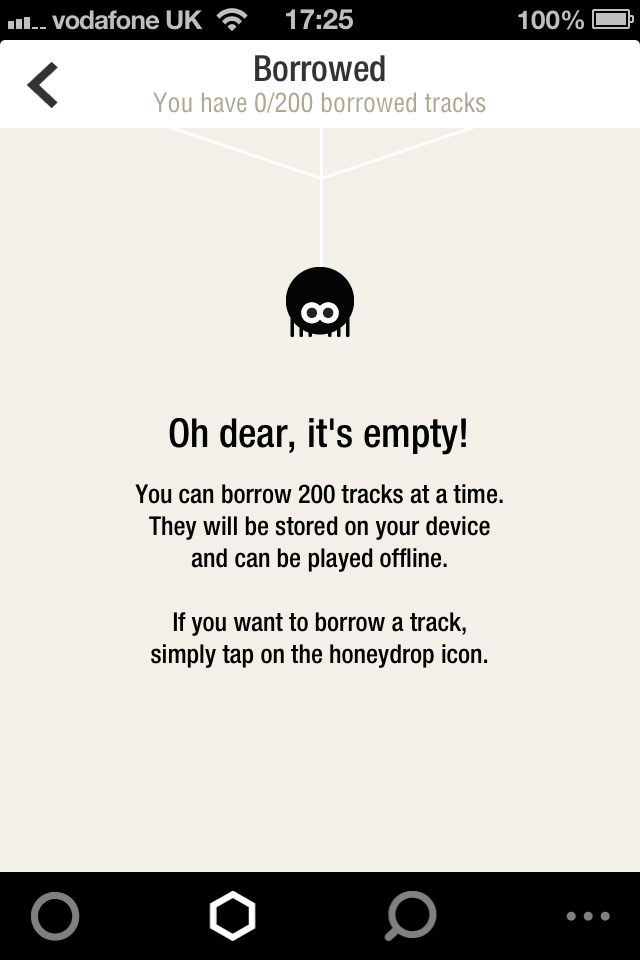 vodafone UK 17:25 100%
Borrowed
You have 0/200 borrowed tracks
Oh dear, it's empty!
You can borrow 200 tracks at a time.
They will be stored on your device
and can be played offline.
If you want to borrow a track,
simply tap on the honeydrop icon.